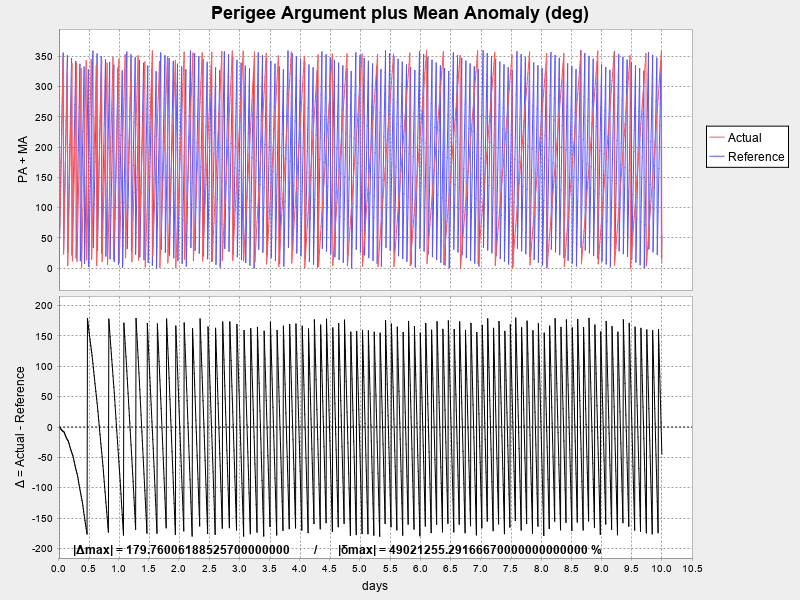 Perigee Argument plus Mean Anomaly (deg)
PA + MA
350
300
250
200
150
100
50
0
Actual
Reference
Δ = Actual - Reference
200
150
100
50
0
-50
-100
-150
-200
|Δmax| = 179.76006188525700000000 / |δmax| = 49021255.29166670000000000000 %
0.0 0.5 1.0 1.5 2.0 2.5 3.0 3.5 4.0 4.5 5.0 5.5 6.0 6.5 7.0 7.5 8.0 8.5 9.0 9.5 10.0 10.5
days